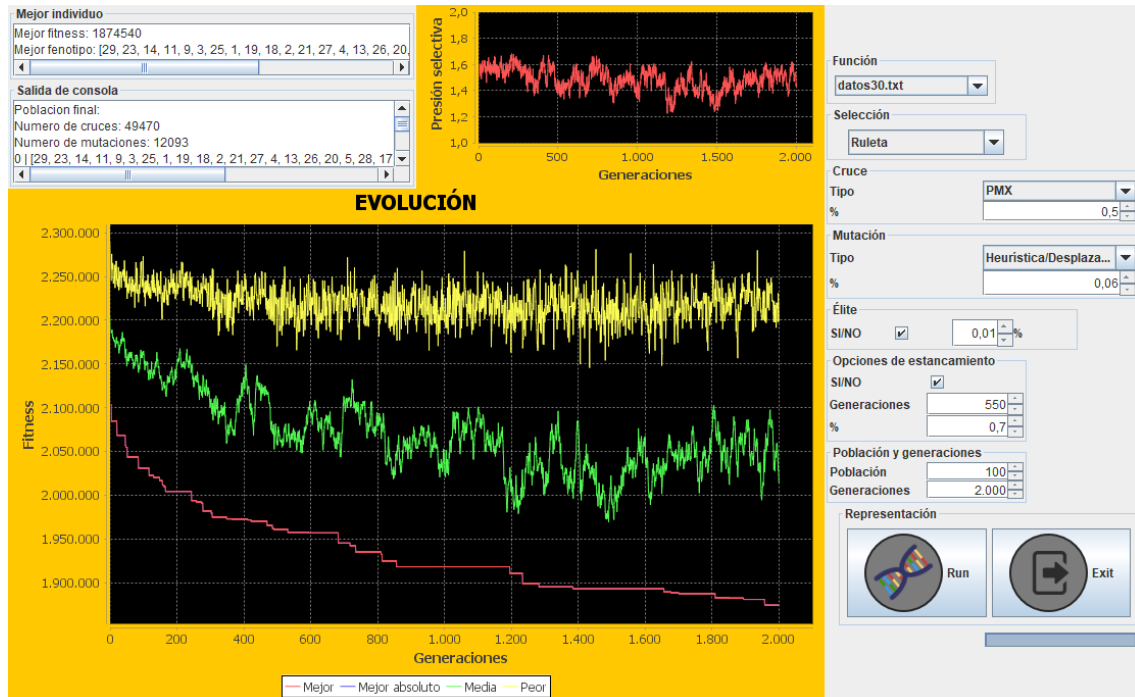 Mejor individuo
Mejor fitness: 1874540
Mejor fenotipo: [29, 23, 14, 11, 9, 3, 25, 1, 19, 18, 2, 21, 27, 4, 13, 26, 20,
Salida de consola
Poblacion final:
Numero de cruces: 49470
Numero de mutaciones: 12093
0 | [29, 23, 14, 11, 9, 3, 25, 1, 19, 18, 2, 21, 27, 4, 13, 26, 20, 5, 28, 17
Presión selectiva
2,0
1,8
1,6
1,4
1,2
1,0
0 500 1.000 1.500 2.000
Generaciones
EVOLUCIÓN
Fitness
2.300.000
2.250.000
2.200.000
2.150.000
2.100.000
2.050.000
2.000.000
1.950.000
1.900.000
0 200 400 600 800 1.000 1.200 1.400 1.600 1.800 2.000
Generaciones
Mejor Mejor absoluto Media Peor
Función
datos30.txt
Selección
Ruleta
Cruce
Tipo PMX
% 0,5
Mutación
Tipo Heurística/Desplaza...
% 0,06
Élite
SI/NO 0,01 %
Opciones de estancamiento
SI/NO
Generaciones 550
% 0,7
Población y generaciones
Población 100
Generaciones 2.000
Representación
Run Exit